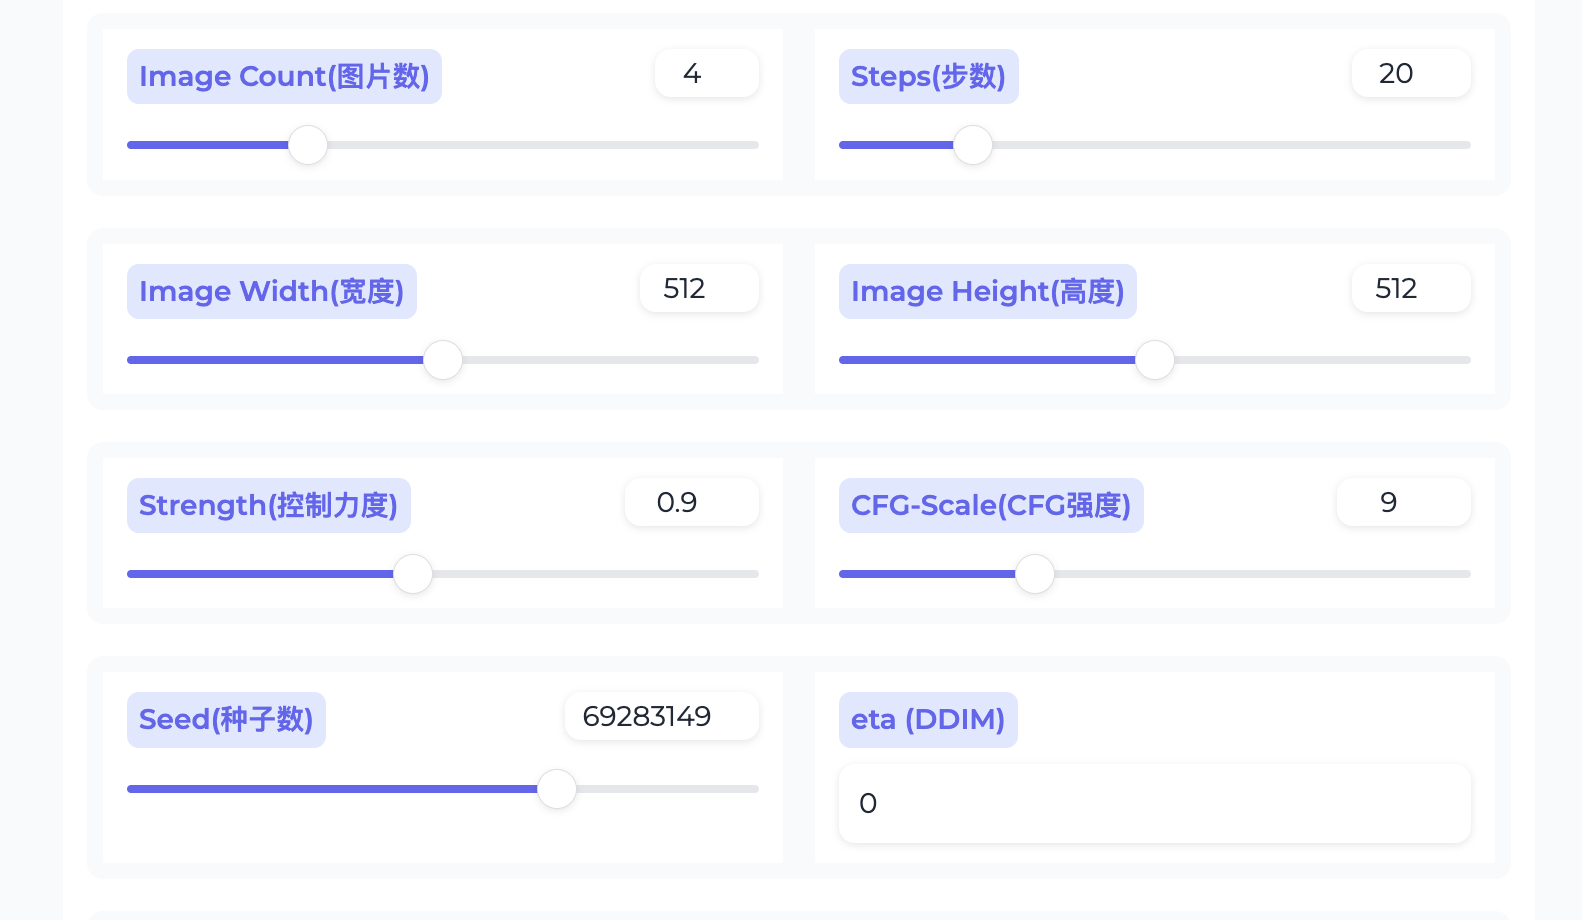 Image Count(图片数)
4
Steps(步数)
20
Image Width(宽度)
512
Image Height(高度)
512
Strength(控制力度)
0.9
CFG-Scale(CFG强度)
9
Seed(种子数)
69283149
eta (DDIM)
0